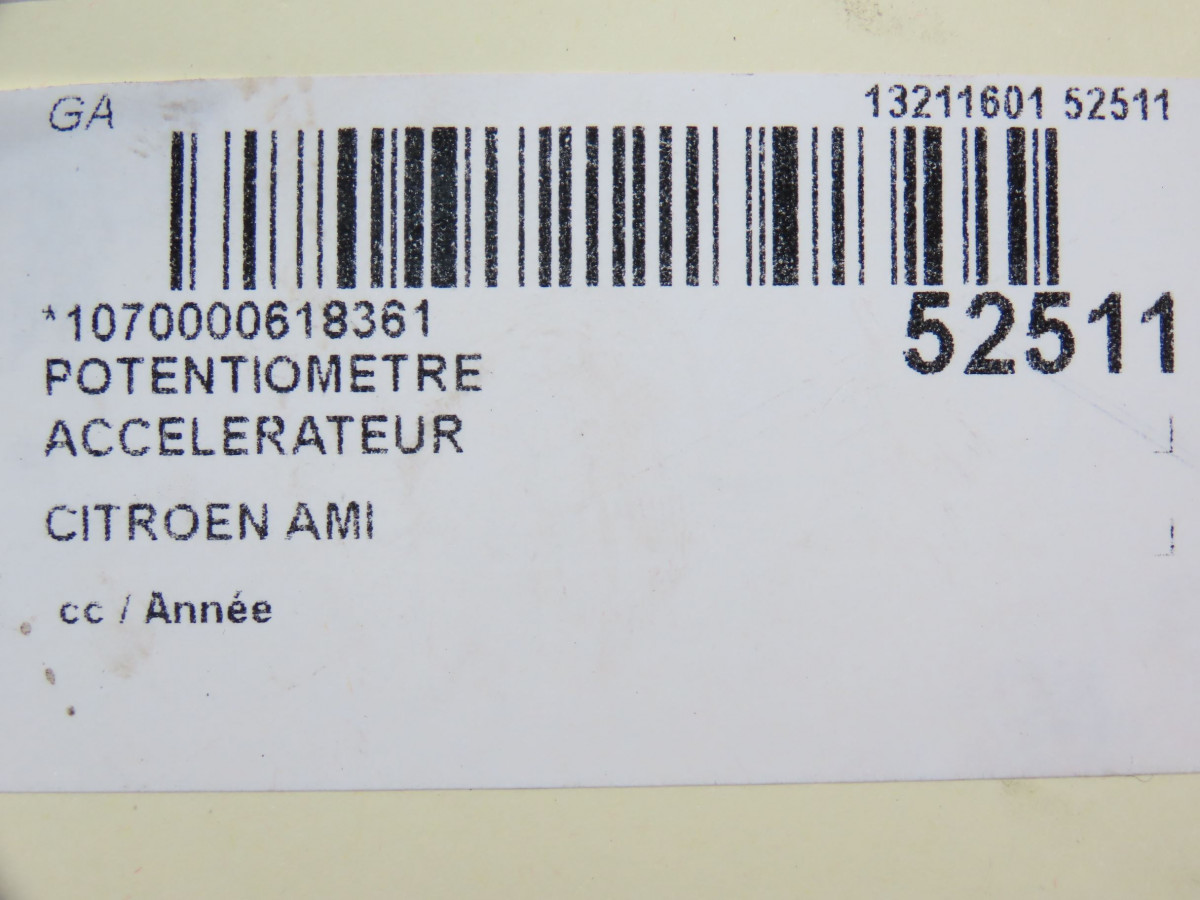 GA
13211601 52511
*1070000618361
52511
POTENTIOMETRE
ACCELERATEUR
CITROEN AMI
cc / Année